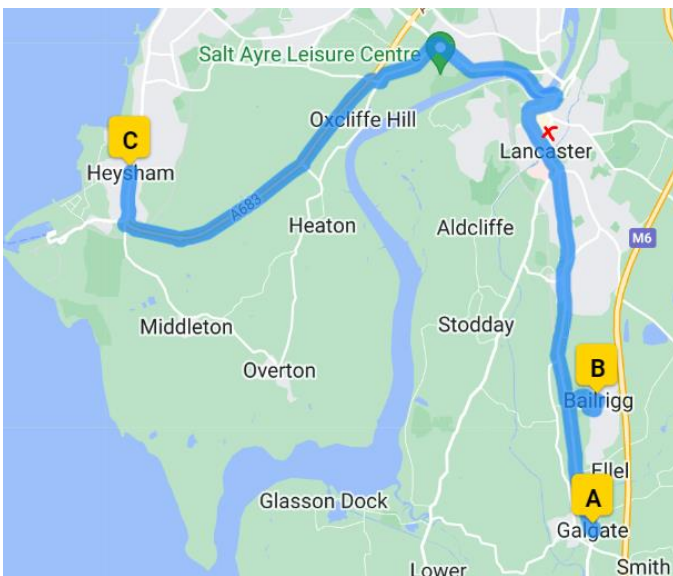 Salt Ayre Leisure Centre
Oxcliffe Hill
C
Lancaster
Heysham
A683
Heaton
Aldcliffe
M6
Middleton
Stodday
Overton
B
Bailrigg
Ellel
A
Glasson Dock
Galgate
Lower
Smith